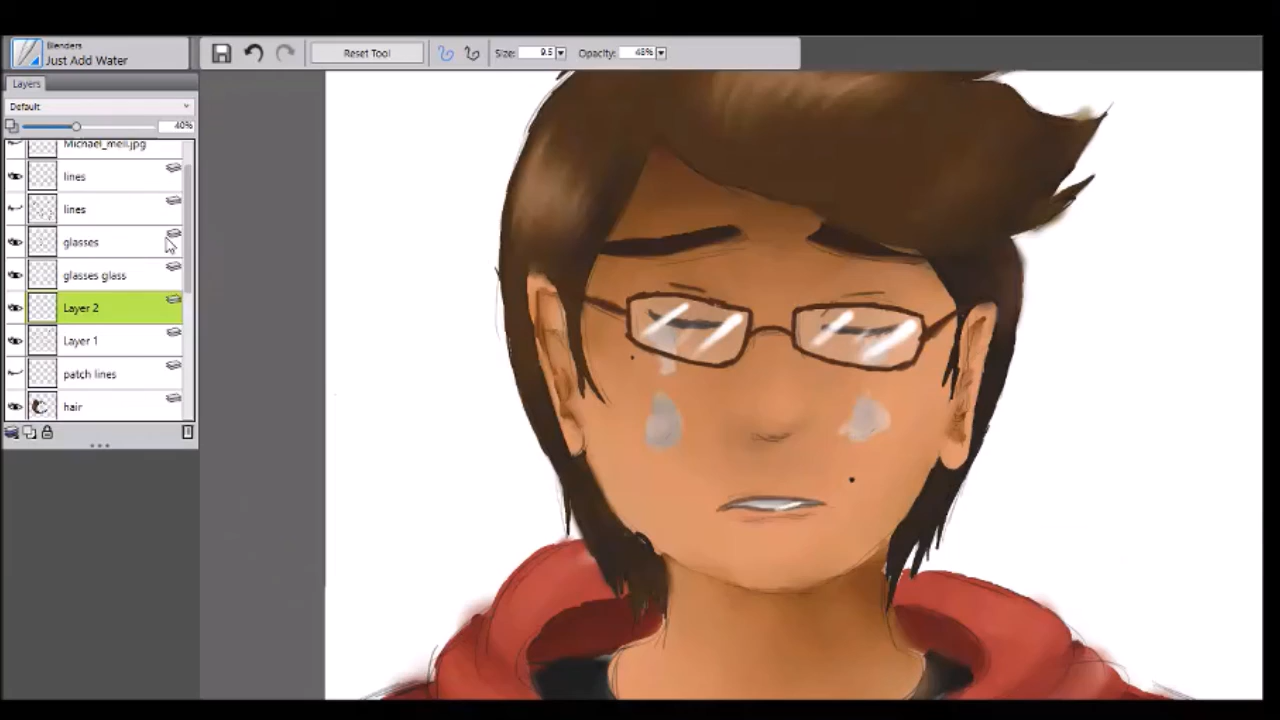 Blenders
Just Add Water
Reset Tool
Size: 9.5
Opacity: 48%
Layers
Default
40%
Michael_mell.jpg
lines
lines
glasses
glasses glass
Layer 2
Layer 1
patch lines
hair